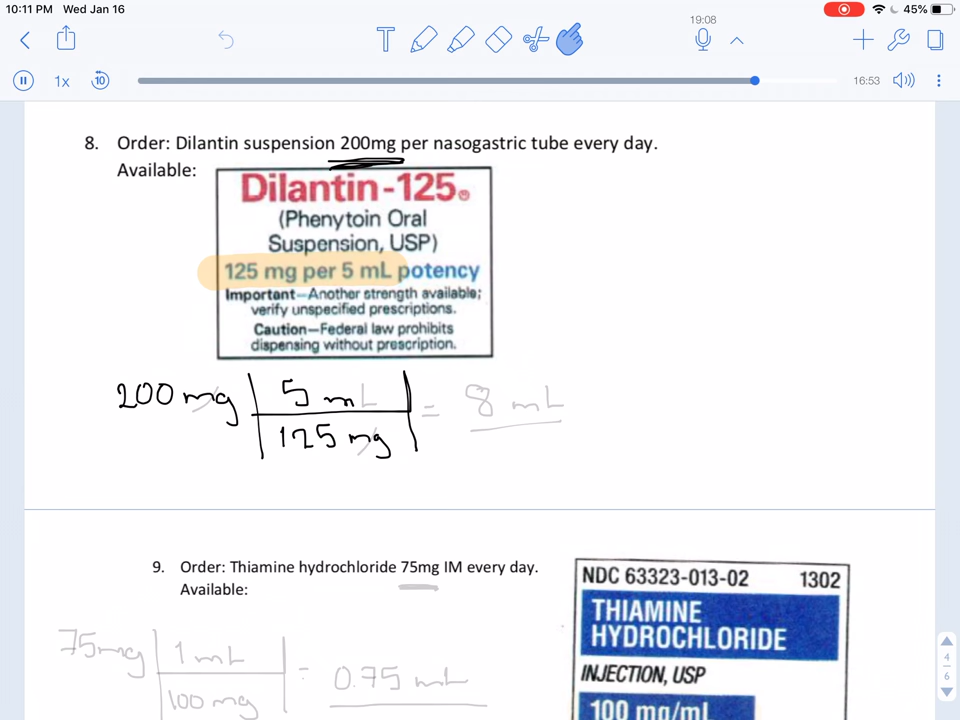 10:11 PM Wed Jan 16
45%
19:08
T
1x
10
16:53
8. Order: Dilantin suspension 200mg per nasogastric tube every day.
Available:
Dilantin-125
(Phenytoin Oral
Suspension, USP)
125 mg per 5 mL potency
Important—Another strength available;
verify unspecified prescriptions.
Caution—Federal law prohibits
dispensing without prescription.
200 mg | 5 mL | = 8 mL
125 mg
9. Order: Thiamine hydrochloride 75mg IM every day.
Available:
NDC 63323-013-02 1302
THIAMINE
HYDROCHLORIDE
INJECTION, USP
100 mg/mL
75mg | 1 mL | = 0.75 mL
100 mg
4
6